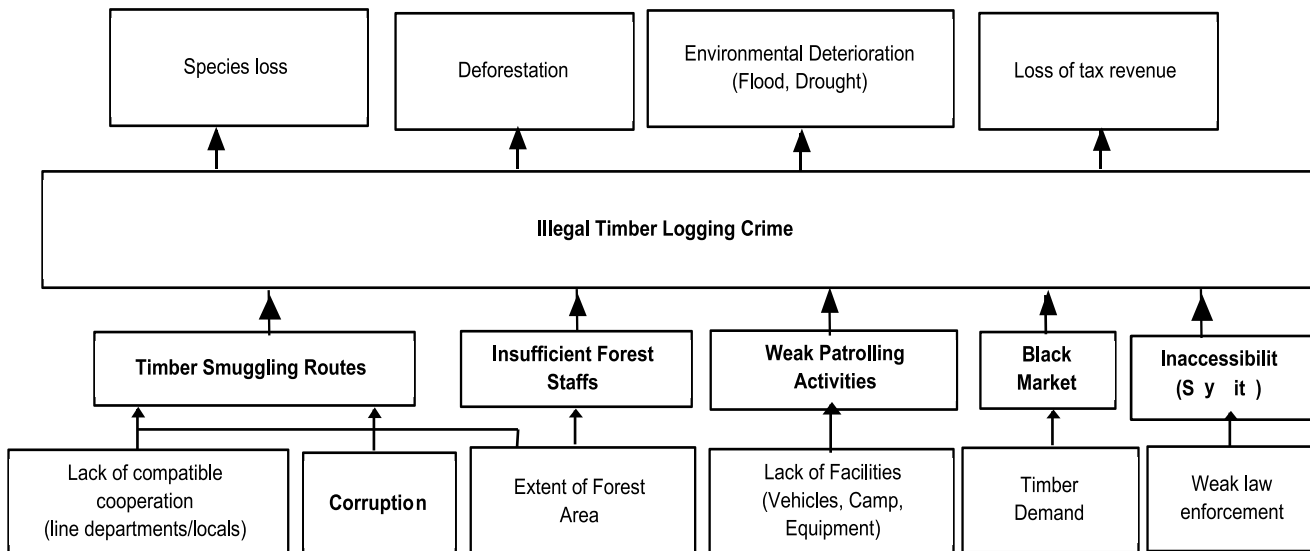 Species loss
Deforestation
Environmental Deterioration
(Flood, Drought)
Loss of tax revenue
Illegal Timber Logging Crime
Timber Smuggling Routes
Insufficient Forest
Staffs
Weak Patrolling
Activities
Black
Market
Inaccessibilit
(S y it )
Lack of compatible
cooperation
(line departments/locals)
Corruption
Extent of Forest
Area
Lack of Facilities
(Vehicles, Camp,
Equipment)
Timber
Demand
Weak law
enforcement